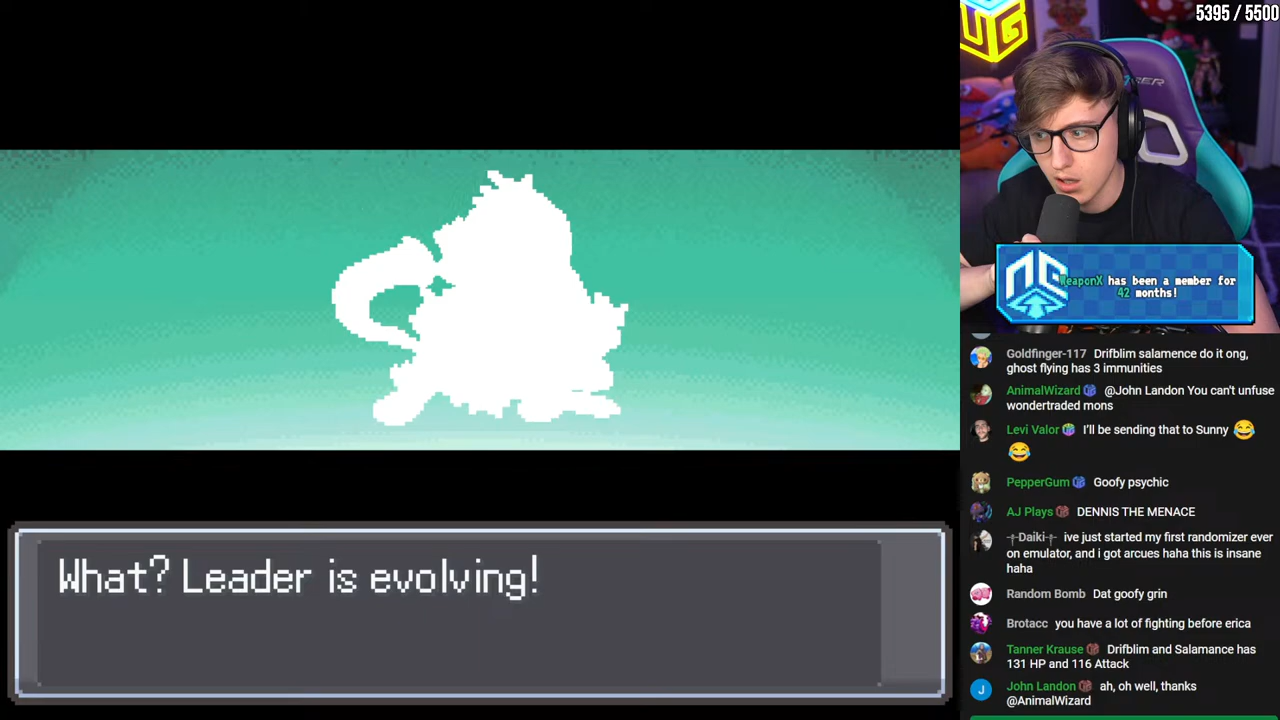 5395 / 5500
UG
What? Leader is evolving!
WeaponX has been a member for
42 months!
Goldfinger-117 Drifblim salamence do it ong,
ghost flying has 3 immunities
AnimalWizard @John Landon You can't unfuse
wondertraded mons
Levi Valor I'll be sending that to Sunny
PepperGum Goofy psychic
AJ Plays DENNIS THE MENACE
-Daiki- ive just started my first randomizer ever
on emulator, and i got arcues haha this is insane
haha
Random Bomb Dat goofy grin
Brotacc you have a lot of fighting before erica
Tanner Krause Drifblim and Salamance has
131 HP and 116 Attack
J John Landon ah, oh well, thanks
@AnimalWizard